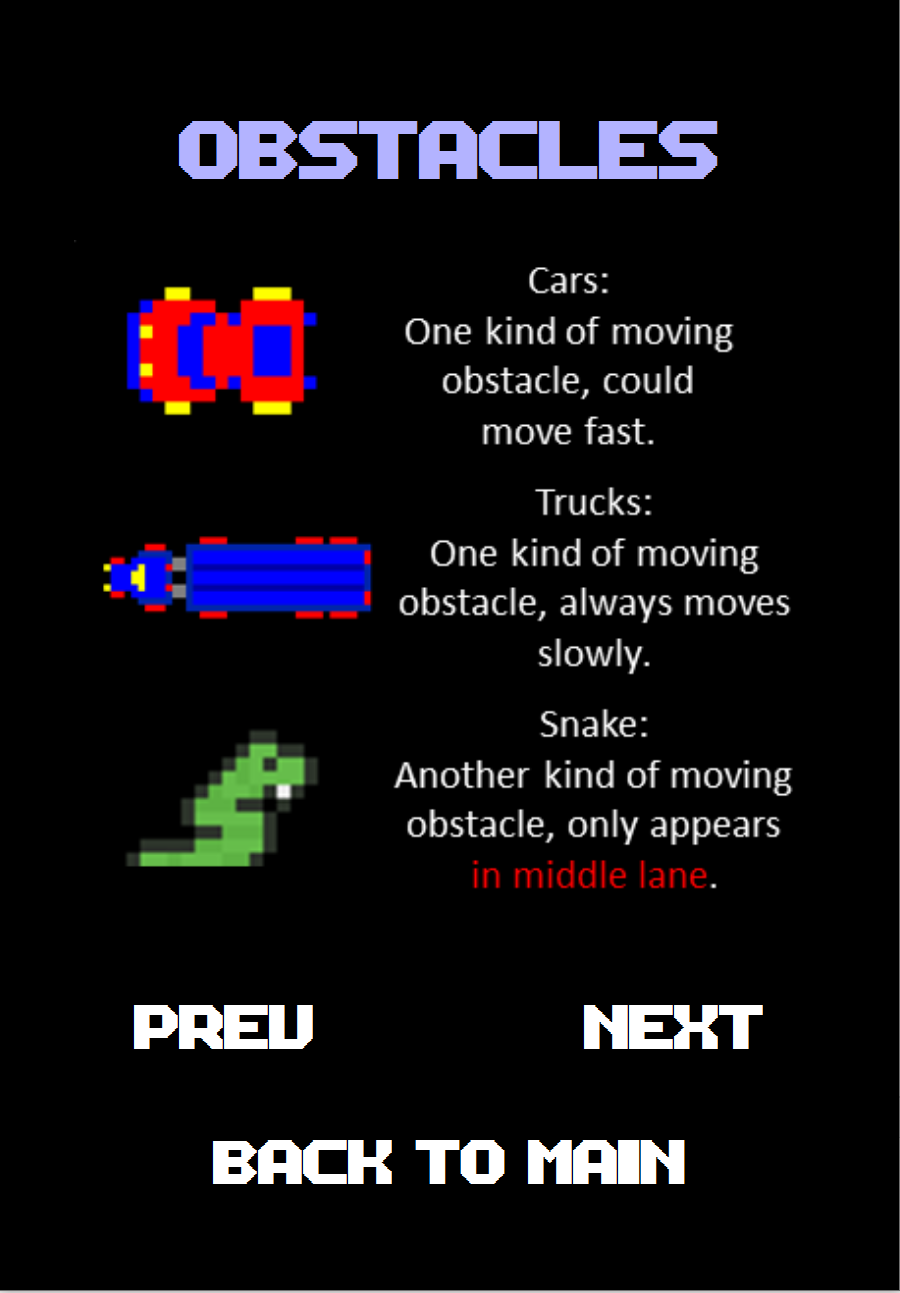 OBSTACLES
Cars:
One kind of moving
obstacle, could
move fast.
Trucks:
One kind of moving
obstacle, always moves
slowly.
Snake:
Another kind of moving
obstacle, only appears
in middle lane.
PREV
NEXT
BACK TO MAIN